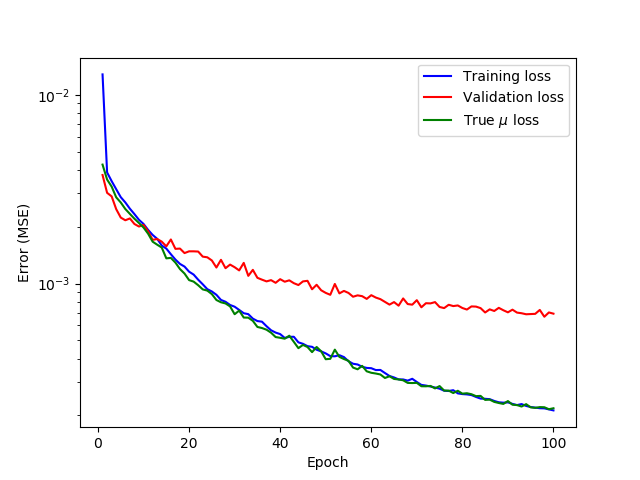 Training loss
Validation loss
True μ loss
Error (MSE)
10⁻²
10⁻³
0 20 40 60 80 100
Epoch